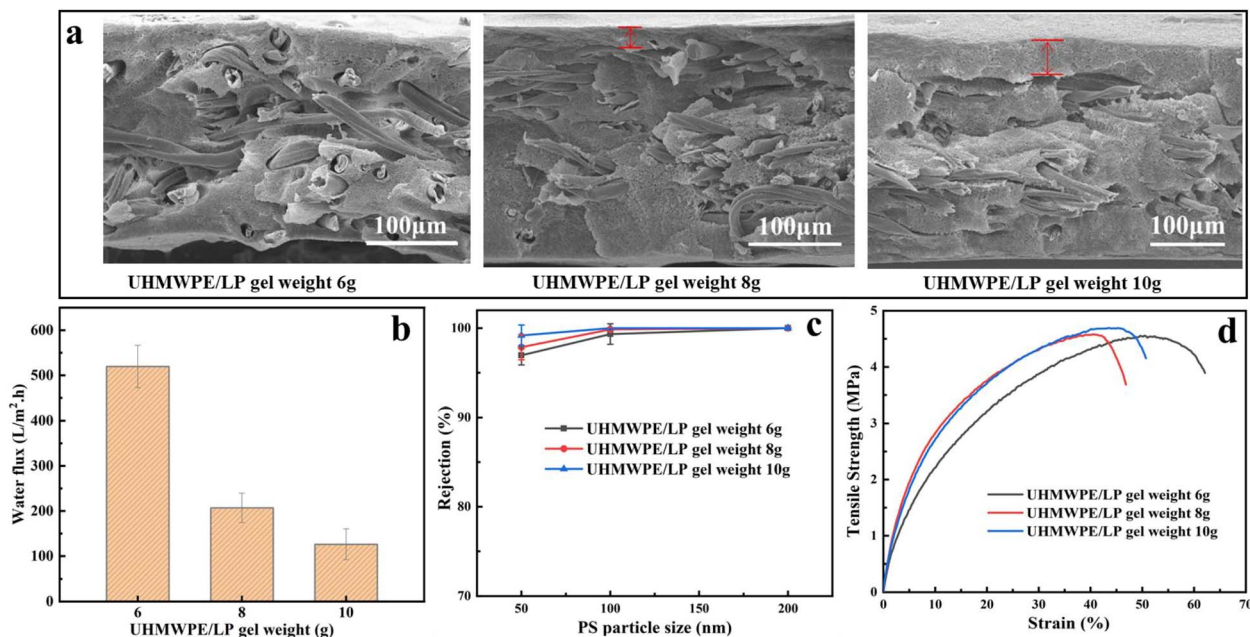 a
100μm
100μm
100μm
UHMWPE/LP gel weight 6g
UHMWPE/LP gel weight 8g
UHMWPE/LP gel weight 10g
b
600
500
400
300
200
100
0
Water flux (L/m².h)
6
8
10
UHMWPE/LP gel weight (g)
c
100
90
80
70
Rejection (%)
UHMWPE/LP gel weight 6g
UHMWPE/LP gel weight 8g
UHMWPE/LP gel weight 10g
50
100
200
PS particle size (nm)
d
5
4
3
2
1
0
Tensile Strength (MPa)
UHMWPE/LP gel weight 6g
UHMWPE/LP gel weight 8g
UHMWPE/LP gel weight 10g
0
10
20
30
40
50
60
70
Strain (%)